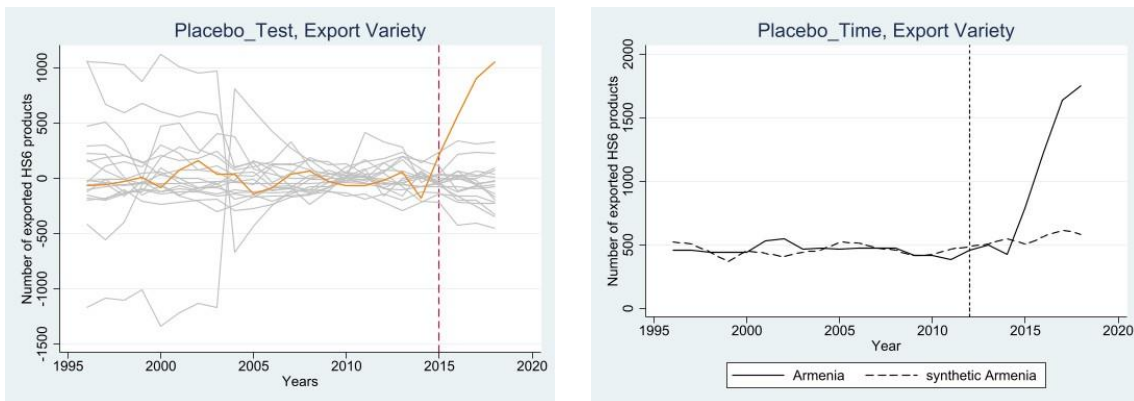 Placebo_Test, Export Variety
Number of exported HS6 products
1000
500
0
-500
-1000
-1500
1995
2000
2005
2010
2015
2020
Years
Placebo_Time, Export Variety
Number of exported HS6 products
2000
1500
1000
500
0
1995
2000
2005
2010
2015
2020
Year
Armenia
synthetic Armenia